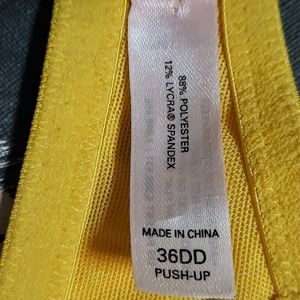 88% POLYESTER
12% LYCRA® SPANDEX
MADE IN CHINA
36DD
PUSH-UP